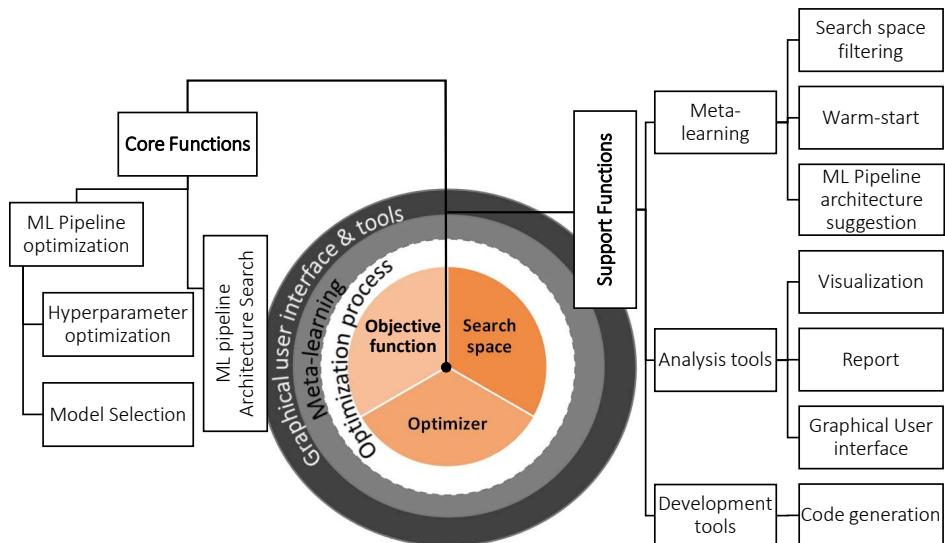 Core Functions
ML Pipeline
optimization
Hyperparameter
optimization
Model Selection
ML pipeline
Architecture Search
Graphical user interface & tools
Meta-learning
Optimization process
Objective
function
Search
space
Optimizer
Support Functions
Meta-
learning
Search space
filtering
Warm-start
ML Pipeline
architecture
suggestion
Analysis tools
Visualization
Report
Graphical User
interface
Development
tools
Code generation